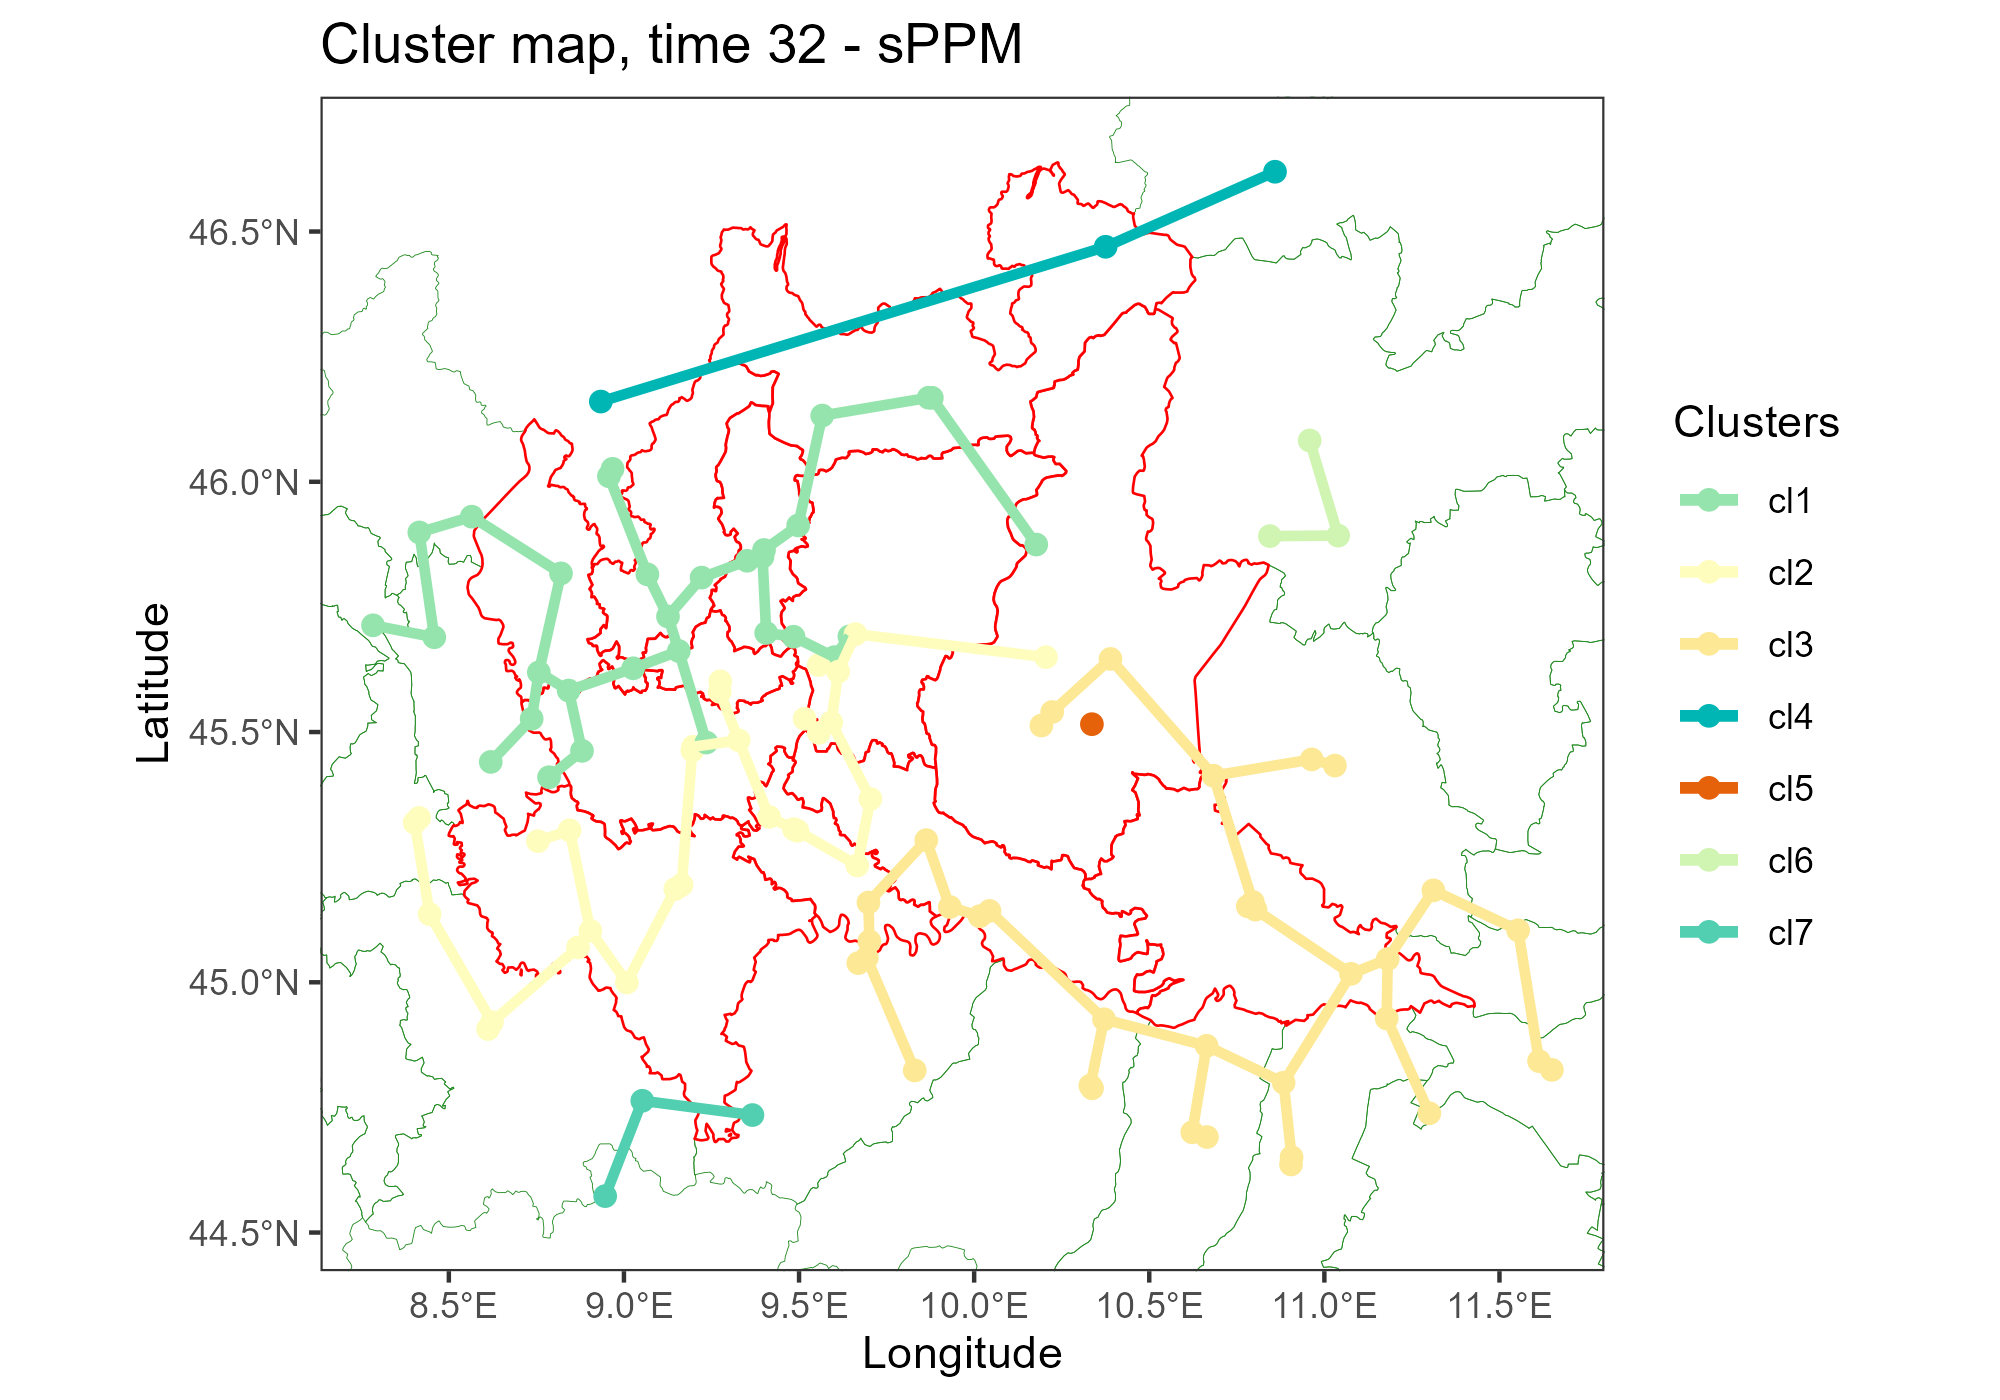 Cluster map, time 32 - sPPM
46.5°N
46.0°N
45.5°N
45.0°N
44.5°N
Latitude
8.5°E
9.0°E
9.5°E
10.0°E
10.5°E
11.0°E
11.5°E
Longitude
Clusters
cl1
cl2
cl3
cl4
cl5
cl6
cl7